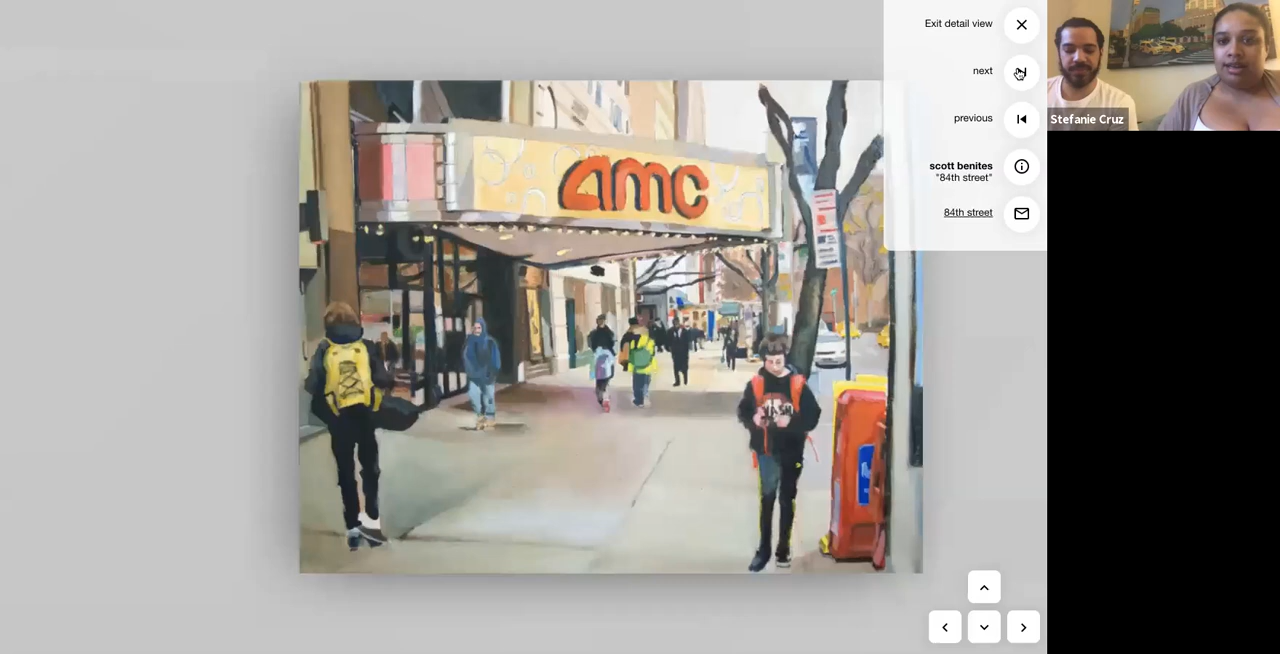 Exit detail view
next
previous
scott benites
"84th street"
84th street
Stefanie Cruz
amc